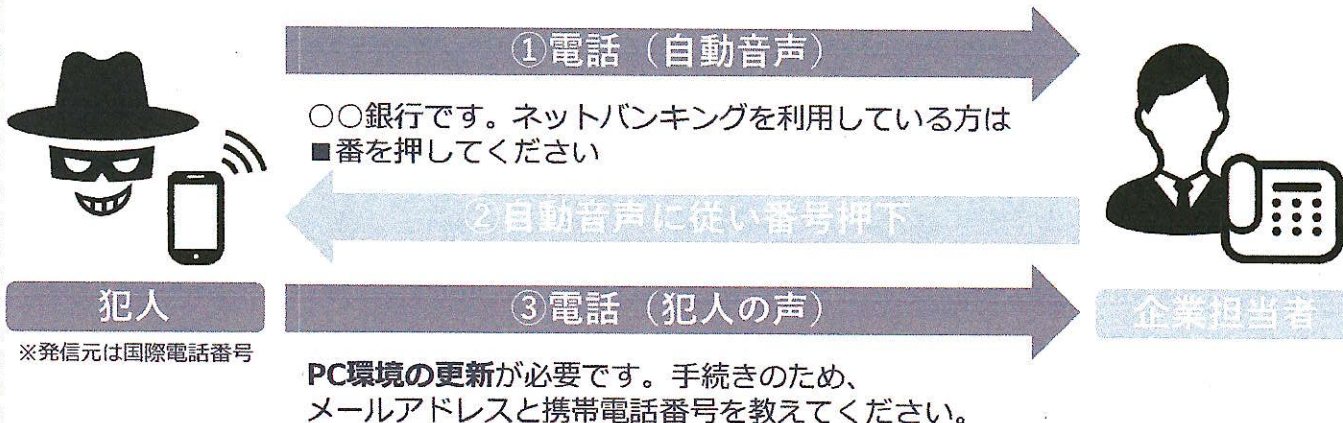 ①電話（自動音声）
〇〇銀行です。ネットバンキングを利用している方は
■番を押してください
②自動音声に従い番号押下
犯人
③電話（犯人の声）
企業担当者
※発信元は国際電話番号
PC環境の更新が必要です。手続きのため、
メールアドレスと携帯電話番号を教えてください。